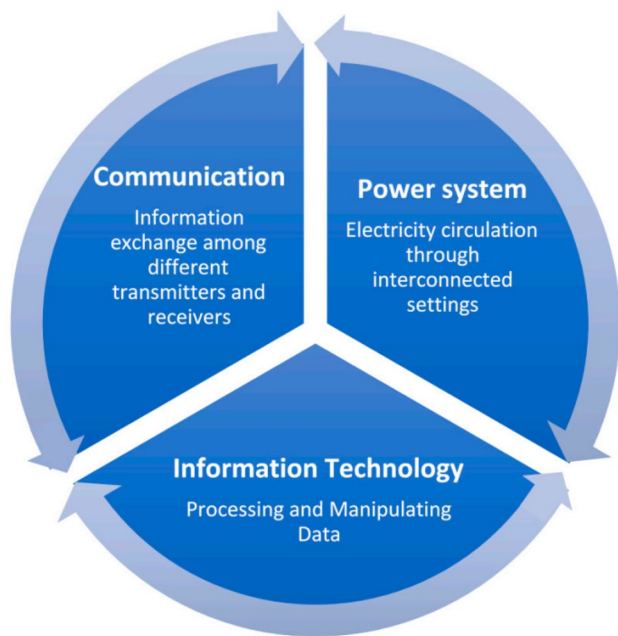 Communication
Information
exchange among
different
transmitters and
receivers
Power system
Electricity circulation
through
interconnected
settings
Information Technology
Processing and Manipulating
Data